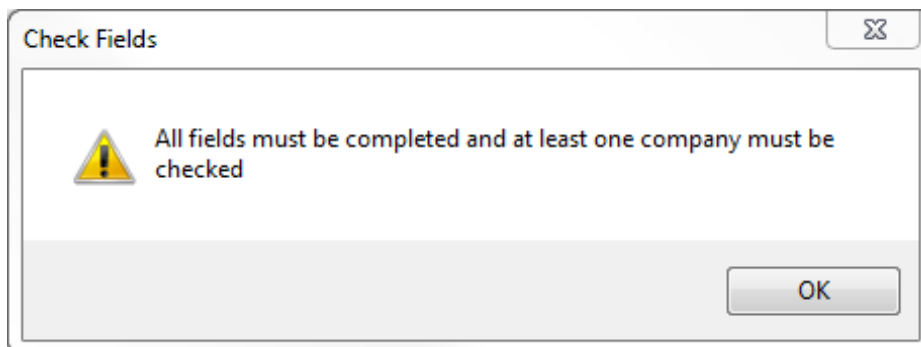 Check Fields
All fields must be completed and at least one company must be
checked
OK